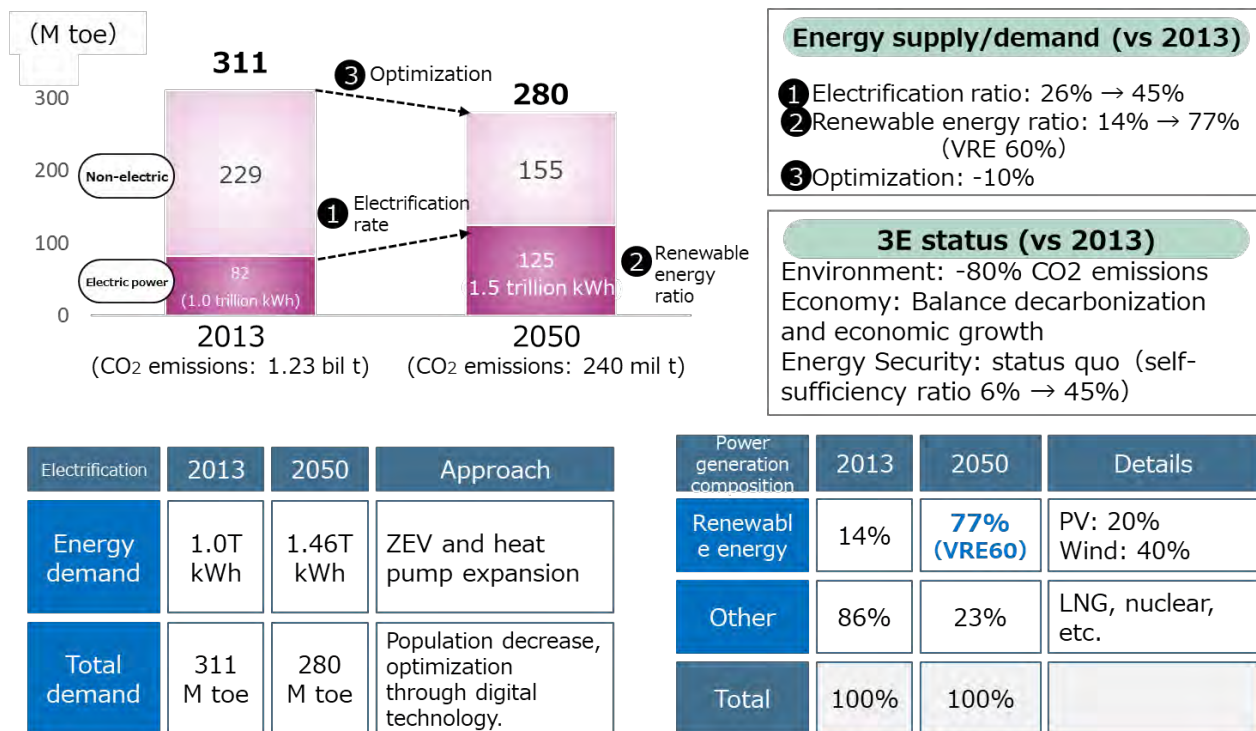 (M toe)
311
❸Optimization
280
300
200
100
0
Non-electric
229
155
❶Electrification
rate
Electric power
82
(1.0 trillion kWh)
125
1.5 trillion kWh)
❷Renewable
energy
ratio
2013
2050
(CO2 emissions: 1.23 bil t)
(CO2 emissions: 240 mil t)
Energy supply/demand (vs 2013)
❶Electrification ratio: 26% → 45%
❷Renewable energy ratio: 14% → 77%
(VRE 60%)
❸Optimization: -10%
3E status (vs 2013)
Environment: -80% CO2 emissions
Economy: Balance decarbonization
and economic growth
Energy Security: status quo (self-
sufficiency ratio 6% → 45%)
Electrification
2013
2050
Approach
Energy
demand
1.0T
kWh
1.46T
kWh
ZEV and heat
pump expansion
Total
demand
311
M toe
280
M toe
Population decrease,
optimization
through digital
technology.
Power
generation
composition
2013
2050
Details
Renewabl
e energy
14%
77%
(VRE60)
PV: 20%
Wind: 40%
Other
86%
23%
LNG, nuclear,
etc.
Total
100%
100%